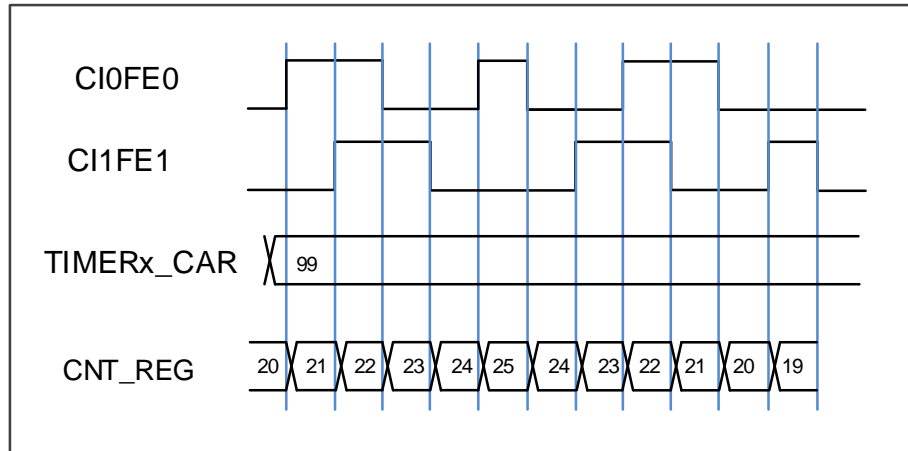 CI0FE0
CI1FE1
TIMERx_CAR 99
CNT_REG 20 21 22 23 24 25 24 23 22 21 20 19